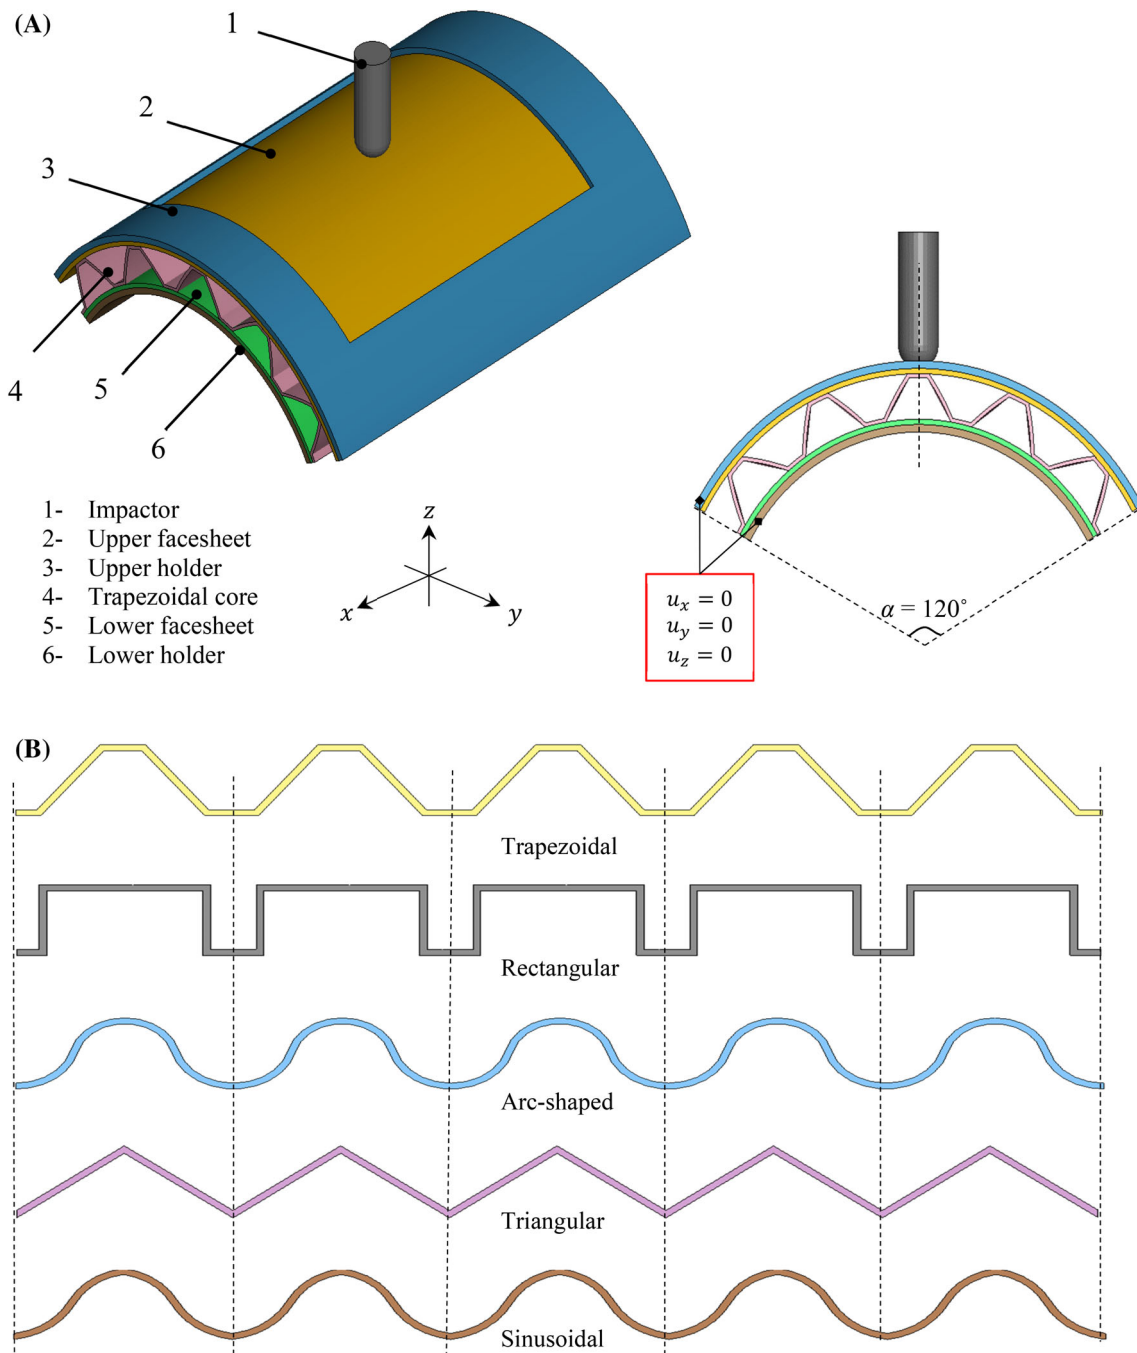 (A)
1
2
3
4
5
6
1- Impactor
2- Upper facesheet
3- Upper holder
4- Trapezoidal core
5- Lower facesheet
6- Lower holder
z
x
y
u_x = 0
u_y = 0
u_z = 0
α = 120°
(B)
Trapezoidal
Rectangular
Arc-shaped
Triangular
Sinusoidal